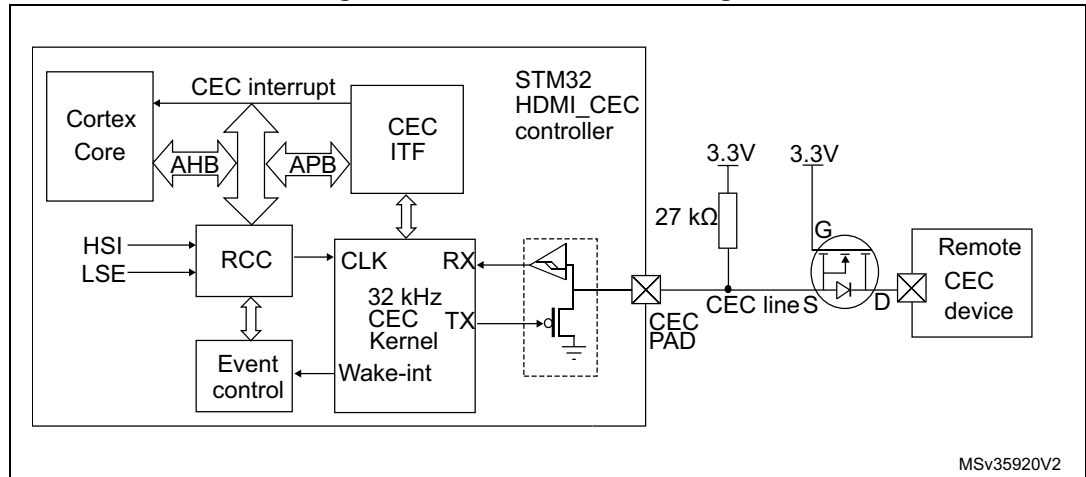 CEC interrupt
STM32
HDMI_CEC
controller
Cortex
Core
CEC
ITF
AHB
APB
3.3V
3.3V
27 kΩ
HSI
LSE
RCC
CLK
RX
32 kHz
CEC
Kernel
TX
Wake-int
Event
control
CEC
PAD
CEC line
S
G
D
Remote
CEC
device
MSv35920V2